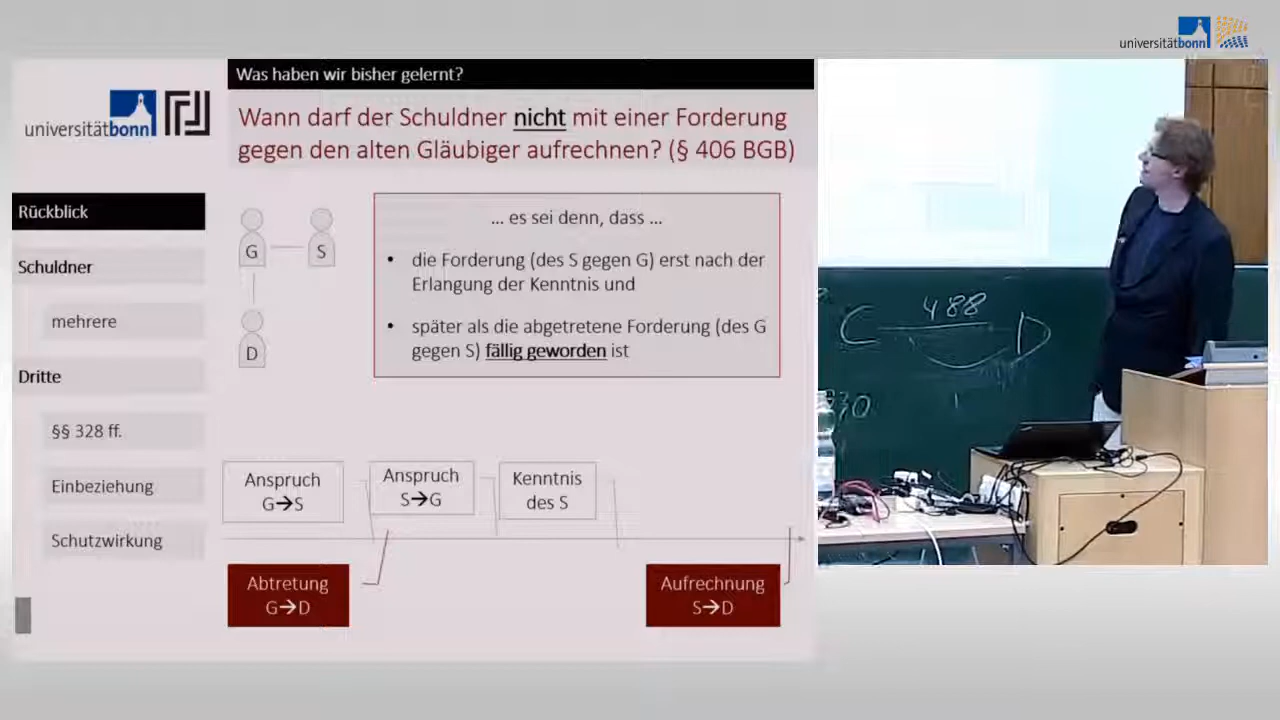 universitätbonn
Was haben wir bisher gelernt?
universitätbonn
Wann darf der Schuldner nicht mit einer Forderung
gegen den alten Gläubiger aufrechnen? (§ 406 BGB)
Rückblick
Schuldner
mehrere
Dritte
§§ 328 ff.
Einbeziehung
Schutzwirkung
G
S
D
... es sei denn, dass ...
• die Forderung (des S gegen G) erst nach der
Erlangung der Kenntnis und
• später als die abgetretene Forderung (des G
gegen S) fällig geworden ist
Anspruch
G→S
Anspruch
S→G
Kenntnis
des S
Abtretung
G→D
Aufrechnung
S→D
C 488 D